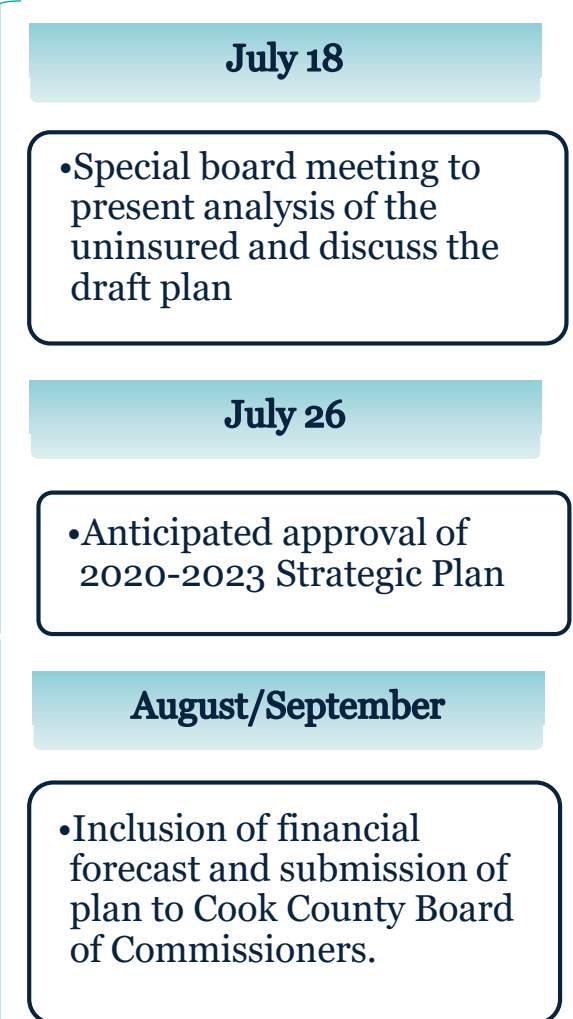 July 18
•Special board meeting to
present analysis of the
uninsured and discuss the
draft plan
July 26
•Anticipated approval of
2020-2023 Strategic Plan
August/September
•Inclusion of financial
forecast and submission of
plan to Cook County Board
of Commissioners.